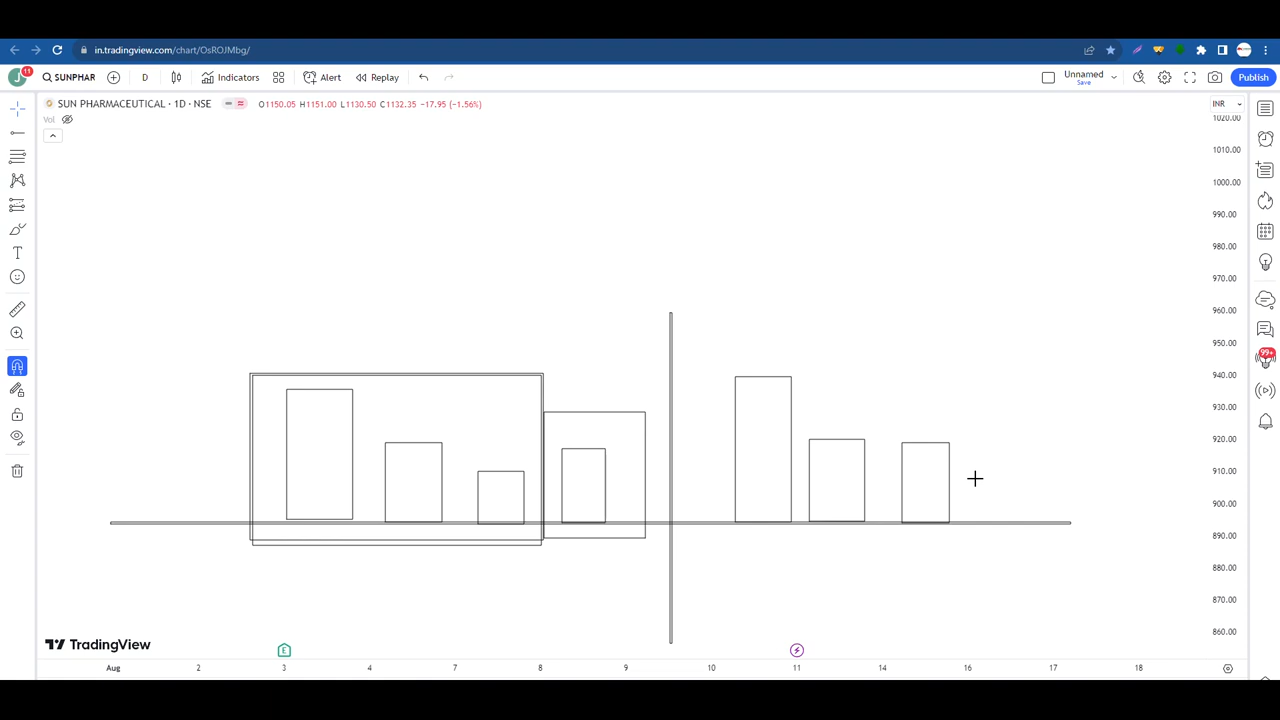 in.tradingview.com/chart/OsROJMbg/
J 11 SUNPHAR D Indicators Alert Replay Unnamed Save Publish
SUN PHARMACEUTICAL · 1D · NSE O1150.05 H1151.00 L1130.50 C1132.35 −17.95 (−1.56%) INR
Vol
1020.00
1010.00
1000.00
990.00
980.00
970.00
960.00
950.00
940.00
930.00
920.00
910.00
900.00
890.00
880.00
870.00
860.00
99+
E
TradingView
Aug 2 3 4 7 8 9 10 11 14 16 17 18